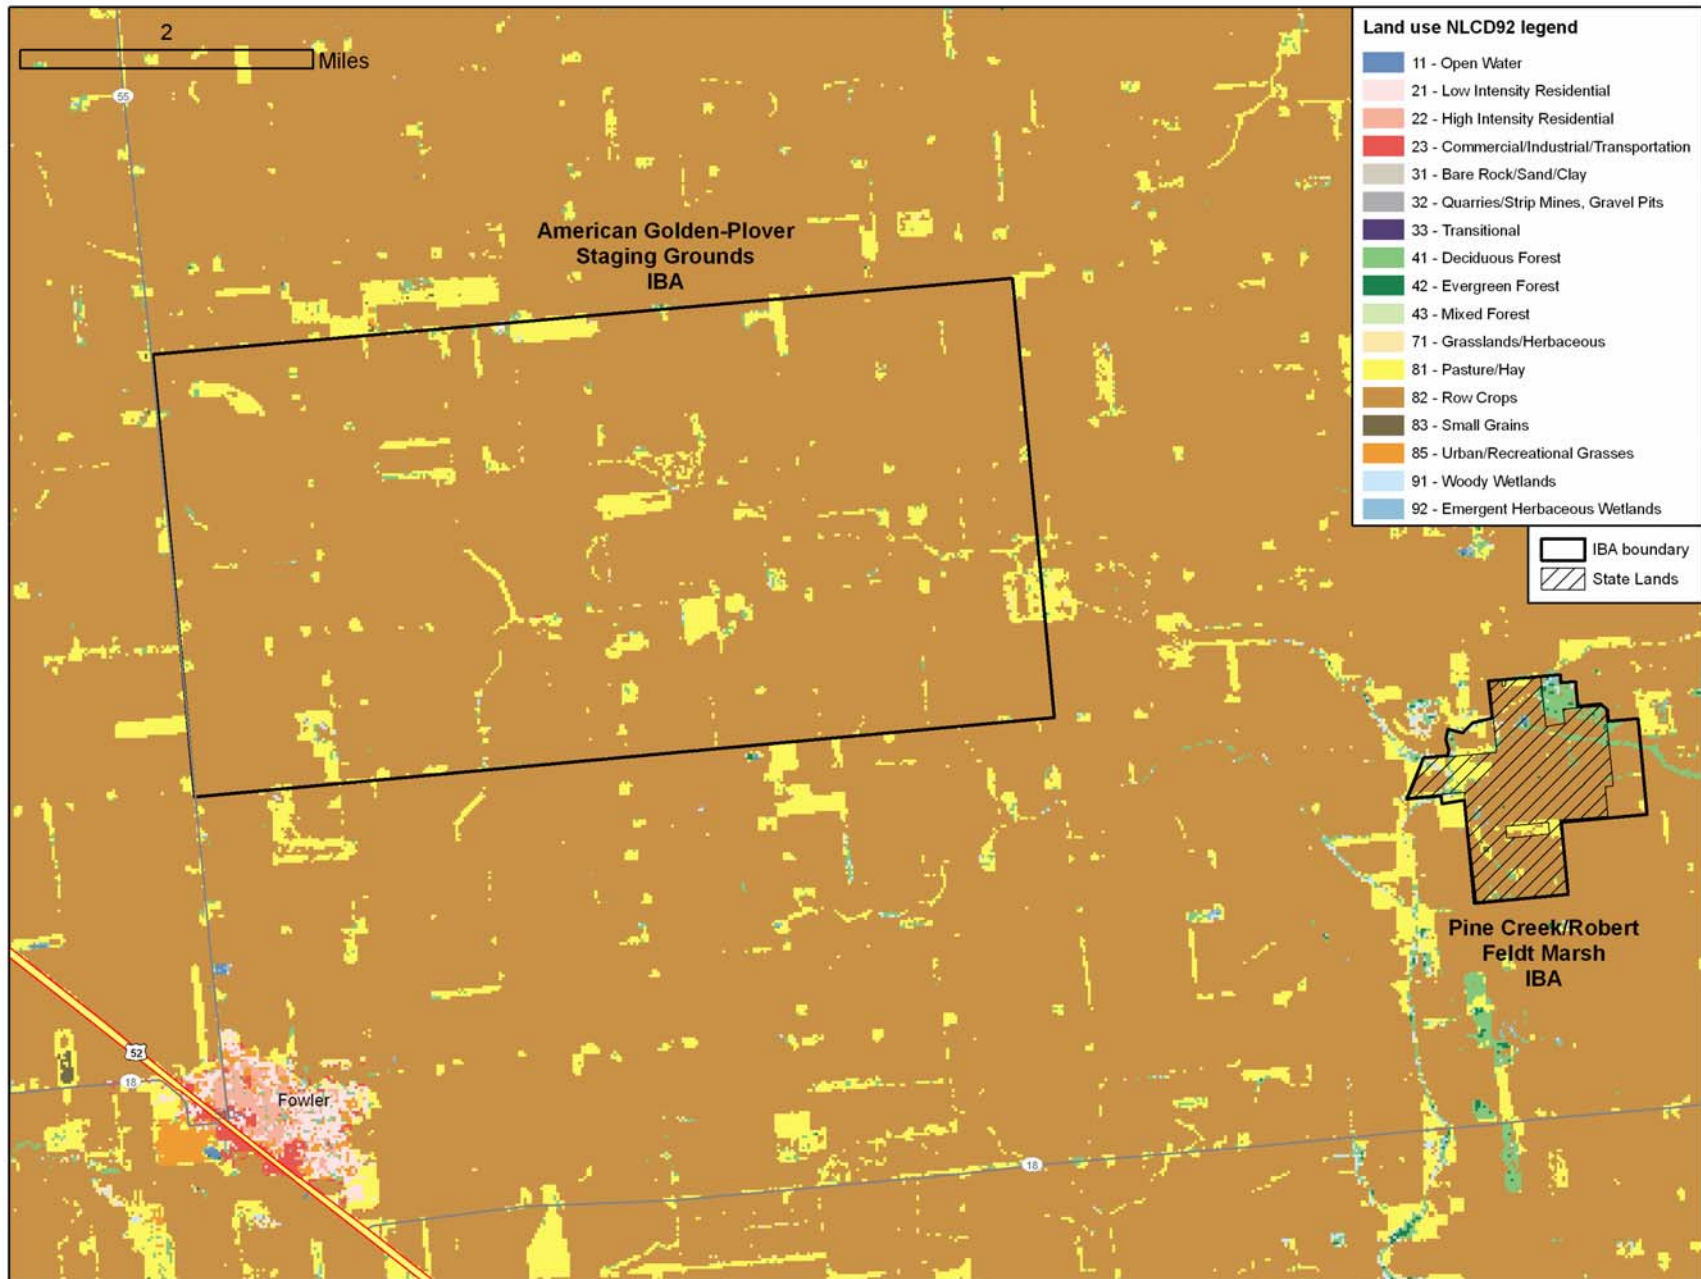 2
Miles
55
American Golden-Plover
Staging Grounds
IBA
Land use NLCD92 legend
11 - Open Water
21 - Low Intensity Residential
22 - High Intensity Residential
23 - Commercial/Industrial/Transportation
31 - Bare Rock/Sand/Clay
32 - Quarries/Strip Mines, Gravel Pits
33 - Transitional
41 - Deciduous Forest
42 - Evergreen Forest
43 - Mixed Forest
71 - Grasslands/Herbaceous
81 - Pasture/Hay
82 - Row Crops
83 - Small Grains
85 - Urban/Recreational Grasses
91 - Woody Wetlands
92 - Emergent Herbaceous Wetlands
IBA boundary
State Lands
Pine Creek/Robert
Feldt Marsh
IBA
52
18
Fowler
18